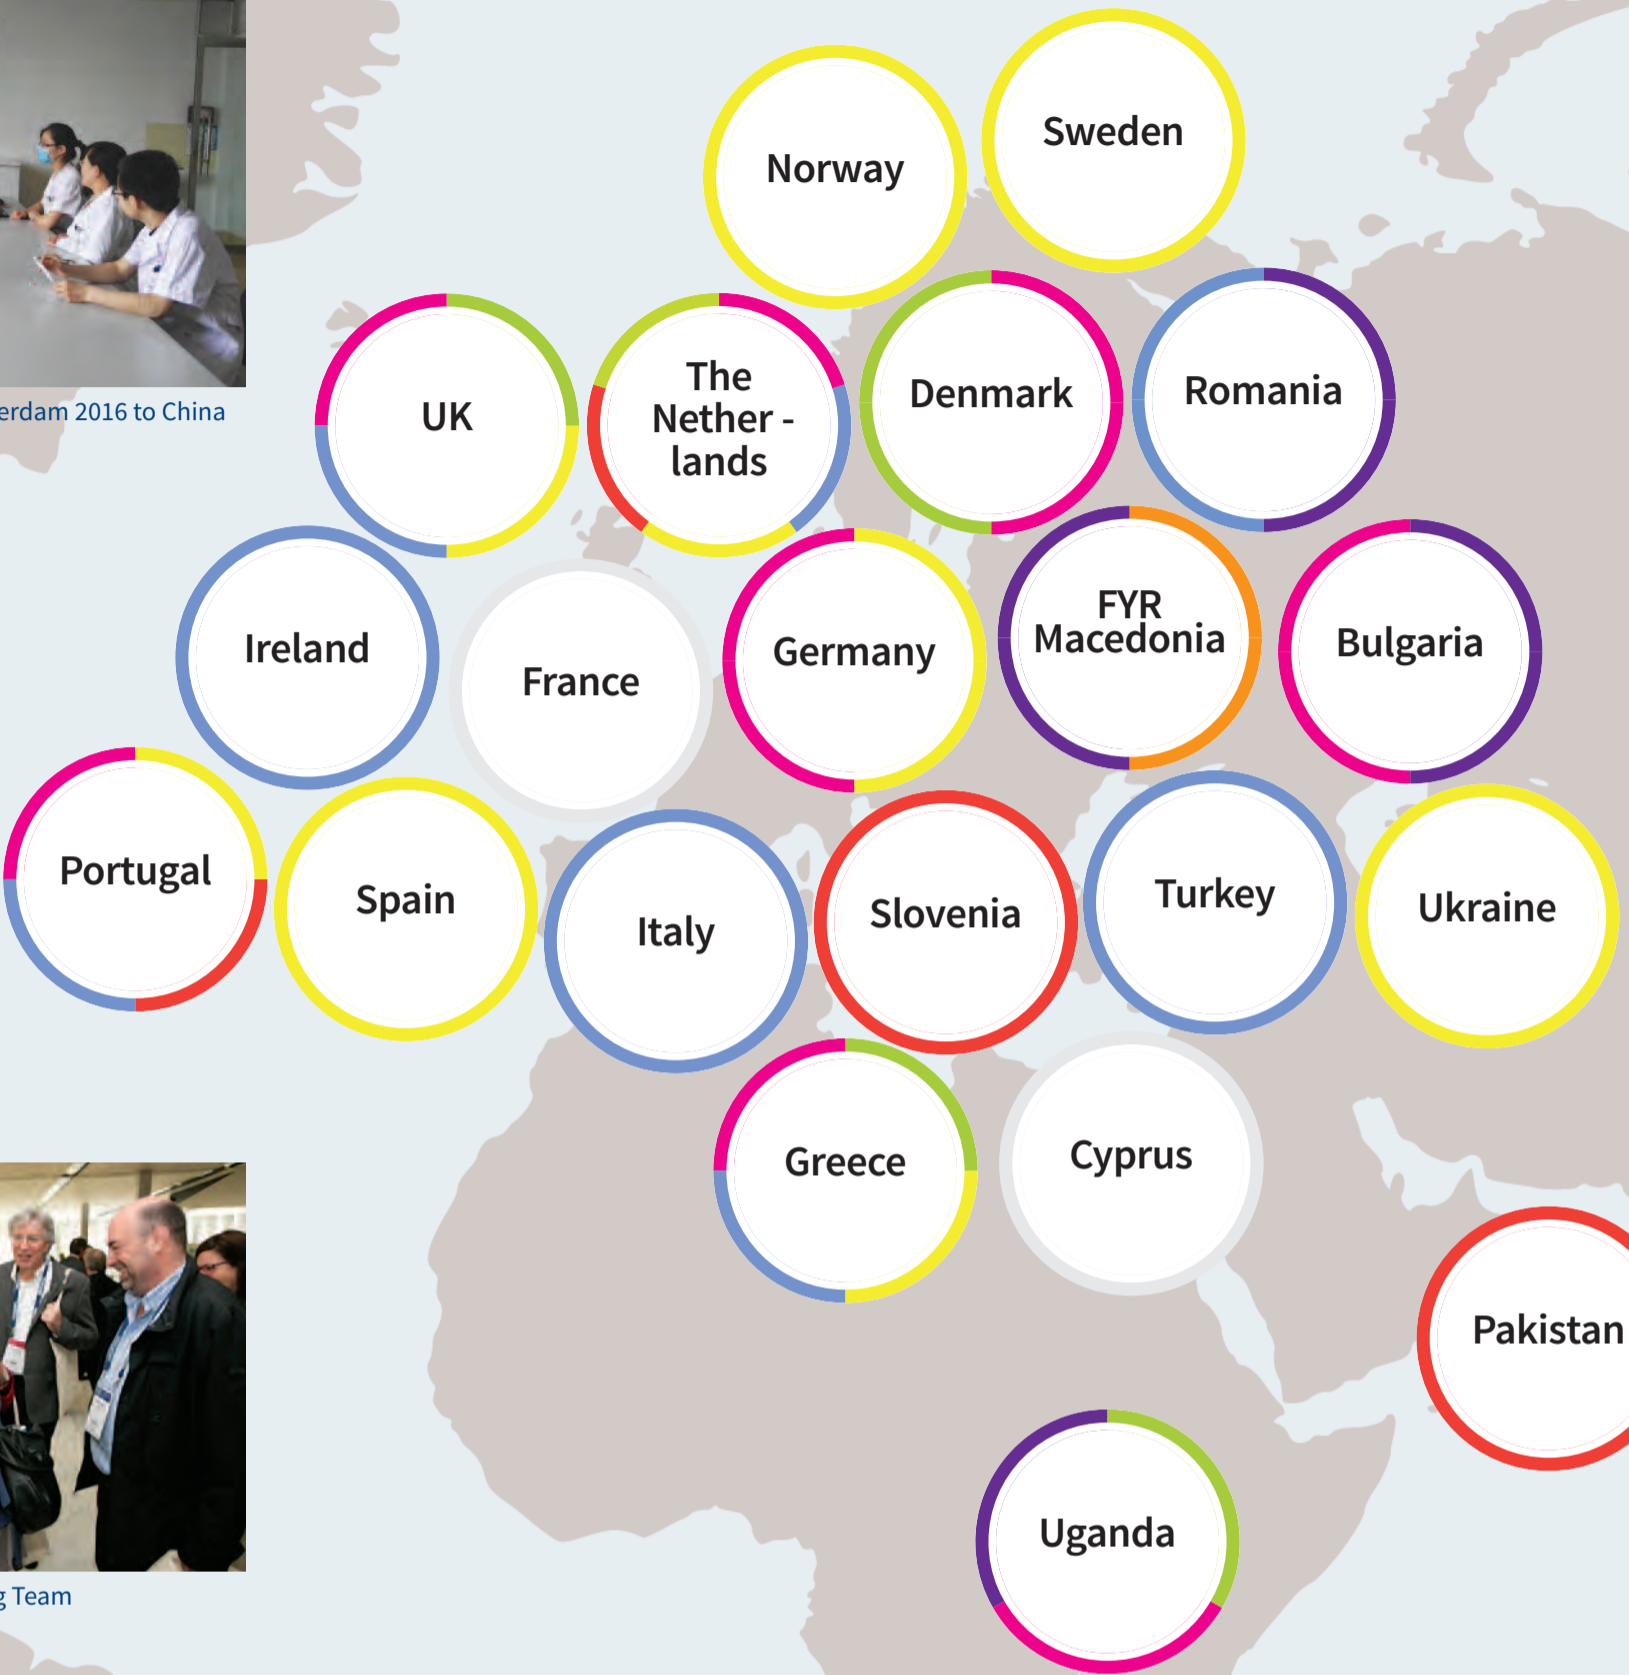 Sweden
Norway
erdam 2016 to China
UK
The
Nether -
lands
Denmark
Romania
Ireland
France
Germany
FYR
Macedonia
Bulgaria
Portugal
Spain
Italy
Slovenia
Turkey
Ukraine
Greece
Cyprus
Pakistan
Uganda
g Team